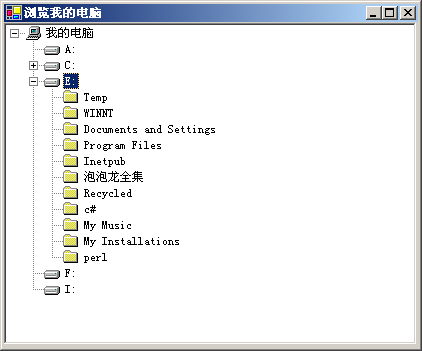 浏览我的电脑
我的电脑
A:
C:
E:
Temp
WINNT
Documents and Settings
Program Files
Inetpub
泡泡龙全集
Recycled
c#
My Music
My Installations
perl
F:
I: